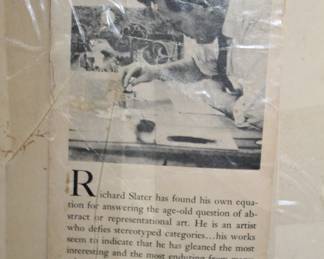 Richard Slater has found his own equa-
tion for answering the age-old question of ab-
stract or representational art. He is an artist
who defies stereotyped categories...his works
seem to indicate that he has gleaned the most
interesting and the most enduring from many